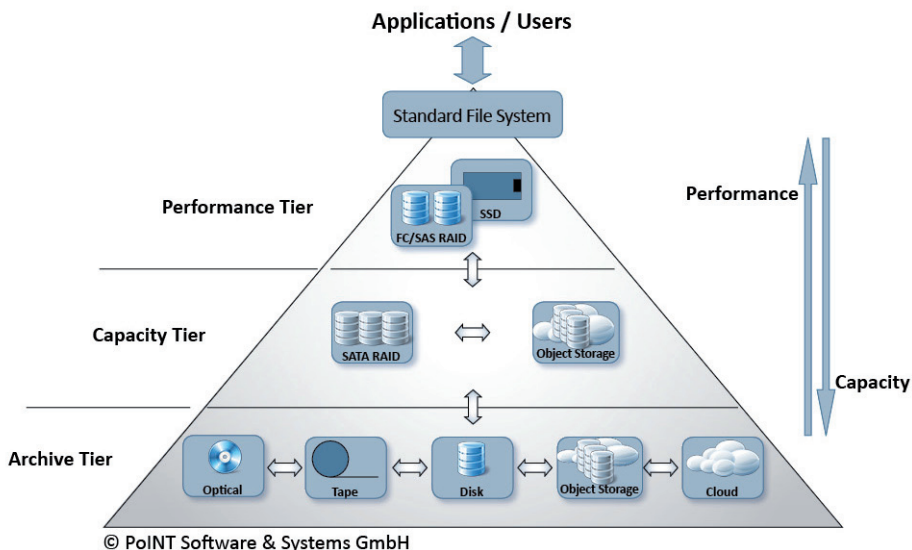 Applications / Users
Standard File System
Performance Tier
SSD
FC/SAS RAID
Performance
Capacity Tier
SATA RAID
Object Storage
Capacity
Archive Tier
Optical
Tape
Disk
Object Storage
Cloud
© PoINT Software & Systems GmbH